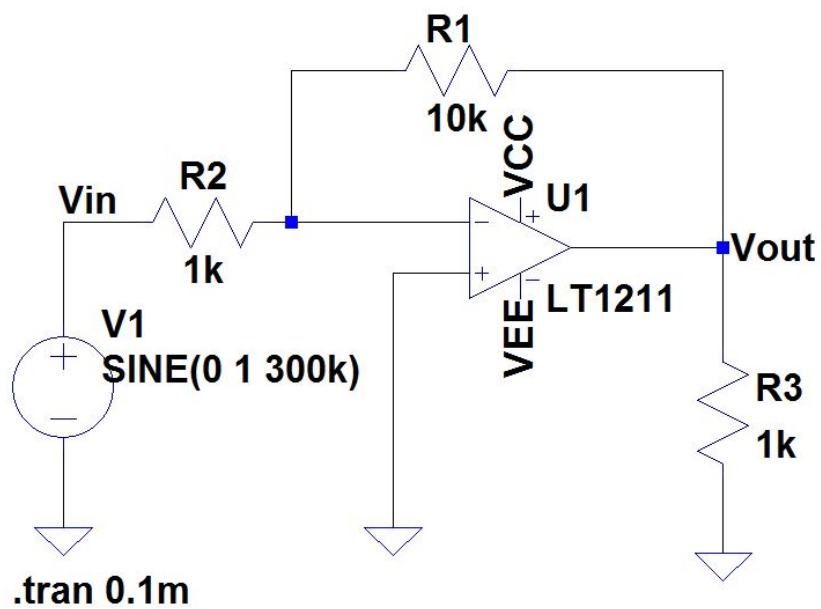 R1
10k
VCC
R2
U1
Vin
1k
−
+
+
Vout
−
LT1211
VEE
V1
SINE(0 1 300k)
+
−
R3
1k
.tran 0.1m